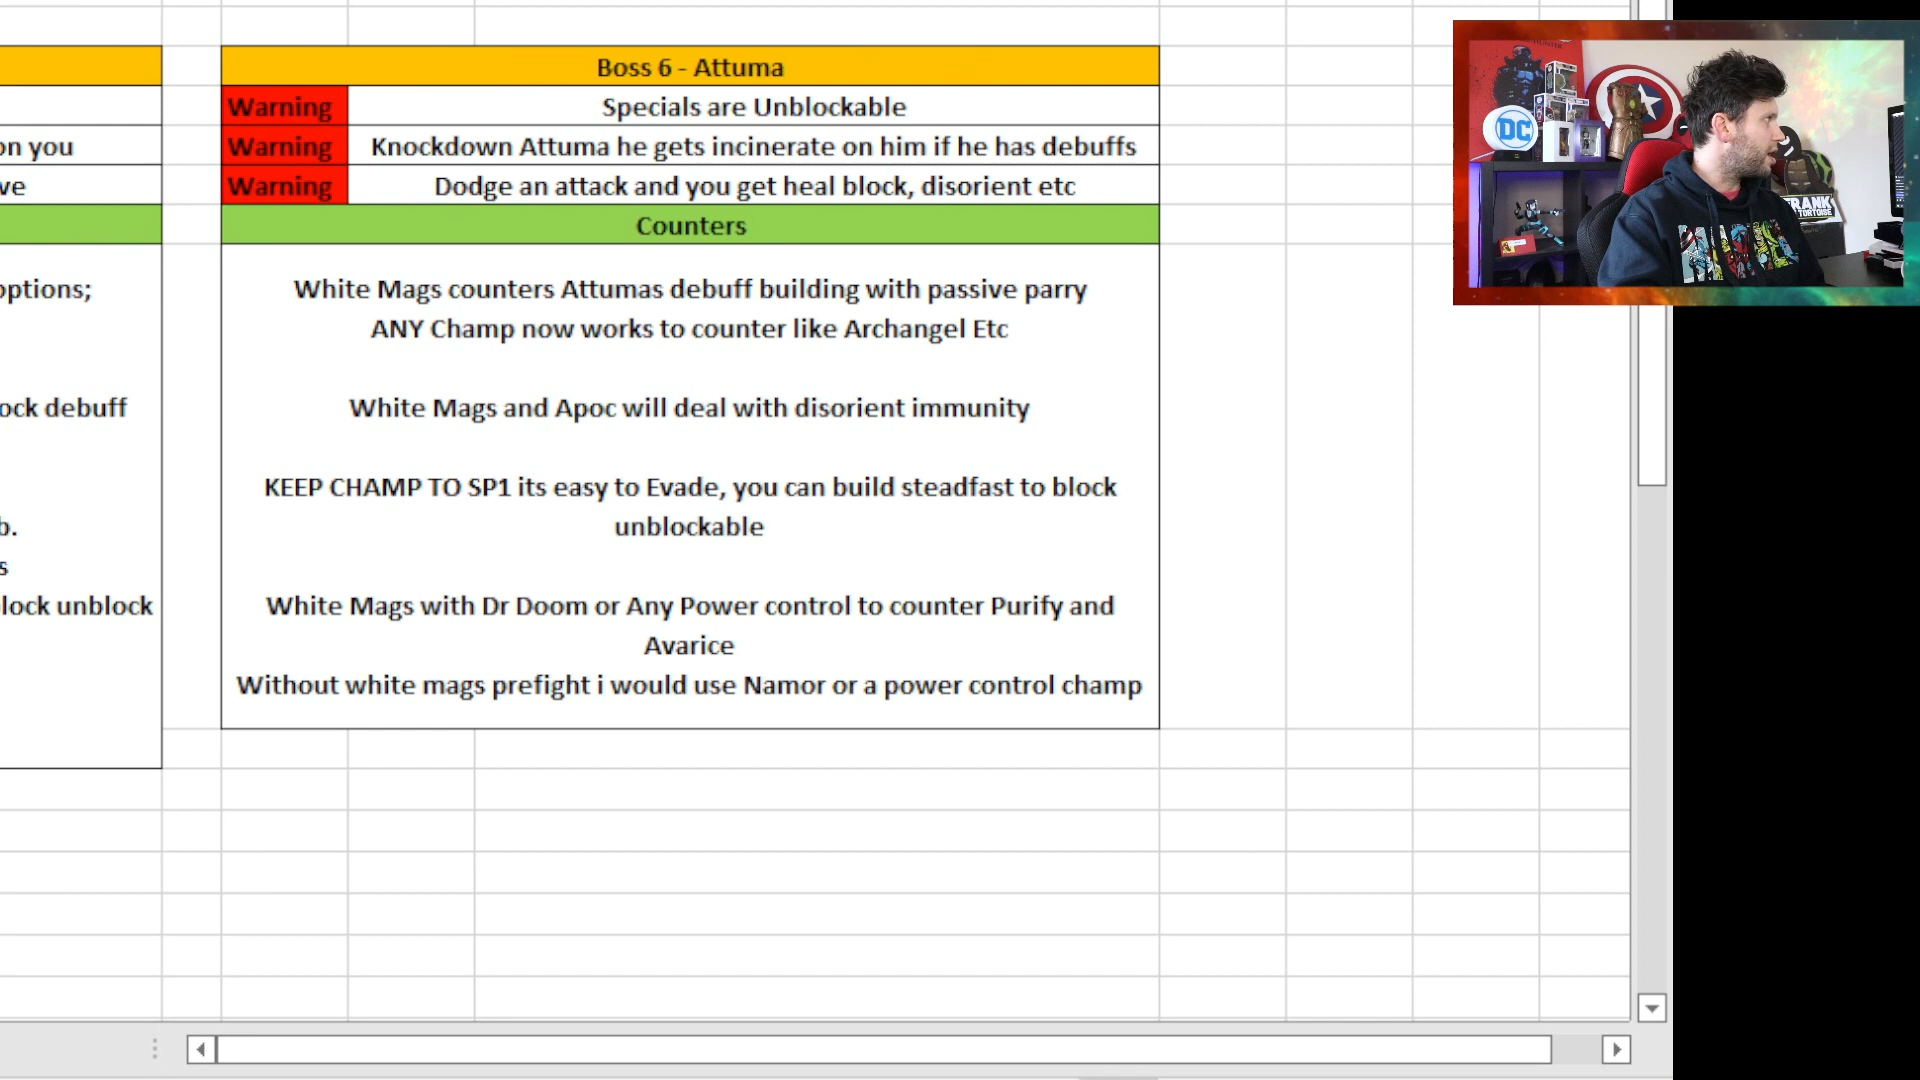 Boss 6 - Attuma
Warning Specials are Unblockable
on you
Warning Knockdown Attuma he gets incinerate on him if he has debuffs
ve
Warning Dodge an attack and you get heal block, disorient etc
Counters
options;
White Mags counters Attumas debuff building with passive parry
ANY Champ now works to counter like Archangel Etc
ock debuff
White Mags and Apoc will deal with disorient immunity
KEEP CHAMP TO SP1 its easy to Evade, you can build steadfast to block
b.
unblockable
s
lock unblock
White Mags with Dr Doom or Any Power control to counter Purify and
Avarice
Without white mags prefight i would use Namor or a power control champ
DC
FRANK
TORTOISE